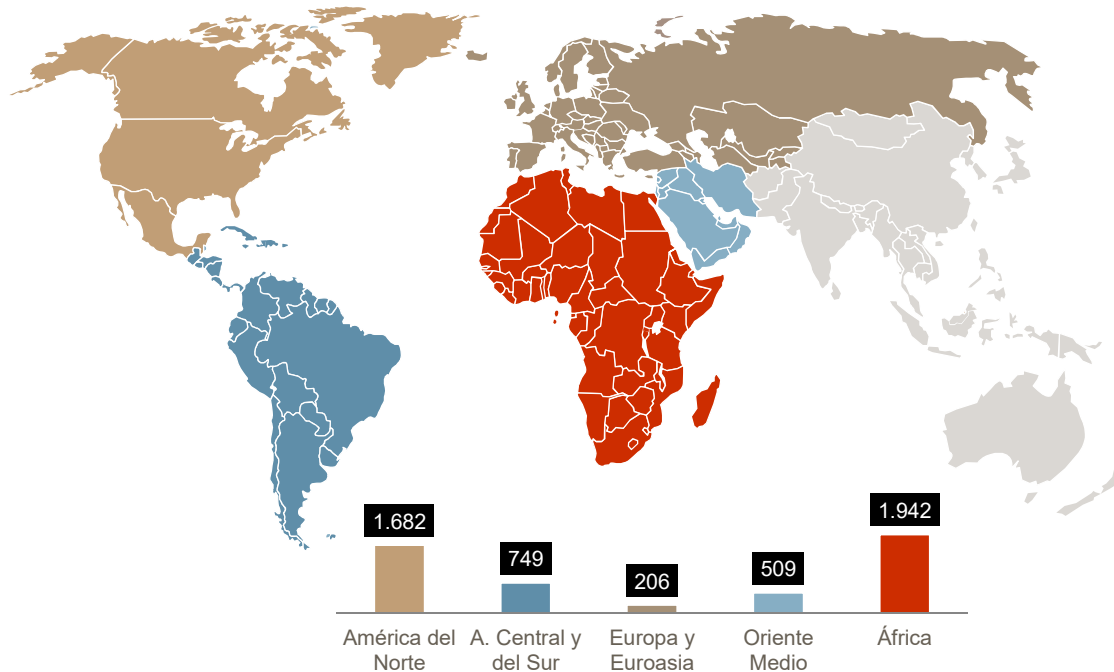 1.682
749
206
509
1.942
América del
Norte
A. Central y
del Sur
Europa y
Euroasia
Oriente
Medio
África